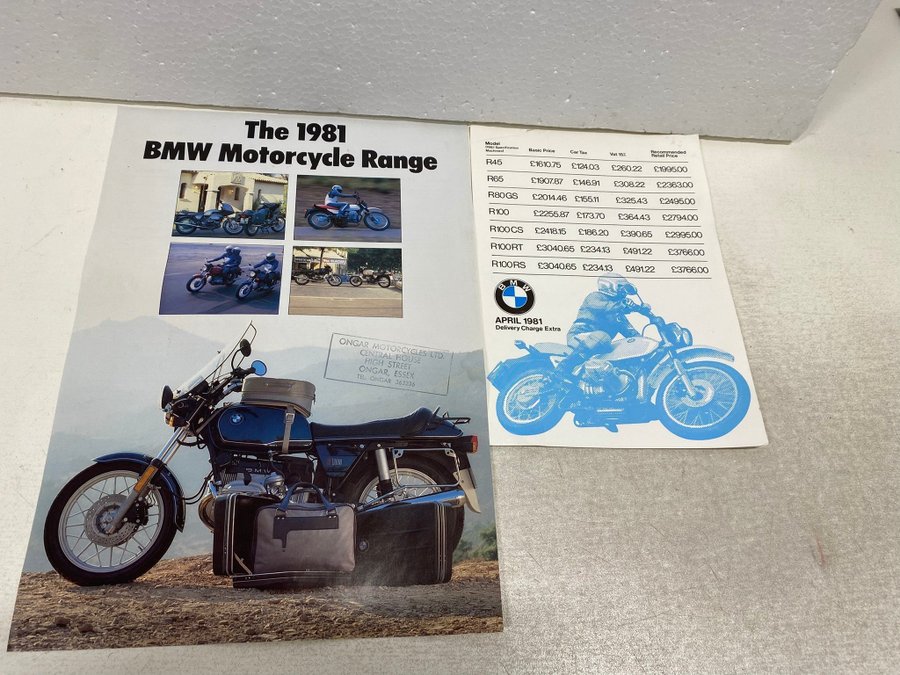 The 1981
BMW Motorcycle Range
ONGAR MOTORCYCLES LTD.
CENTRAL HOUSE
HIGH STREET
ONGAR, ESSEX
TEL. ONGAR 363236
BMW
Model Basic Price Car Tax Vat 15% Recommended Retail Price
R45 £1610.75 £124.03 £260.22 £1995.00
R65 £1907.87 £146.91 £308.22 £2363.00
R80GS £2014.46 £155.11 £325.43 £2495.00
R100 £2255.87 £173.70 £364.43 £2794.00
R100CS £2418.15 £186.20 £390.65 £2995.00
R100RT £3040.65 £234.13 £491.22 £3766.00
R100RS £3040.65 £234.13 £491.22 £3766.00
BMW
APRIL 1981
Delivery Charge Extra